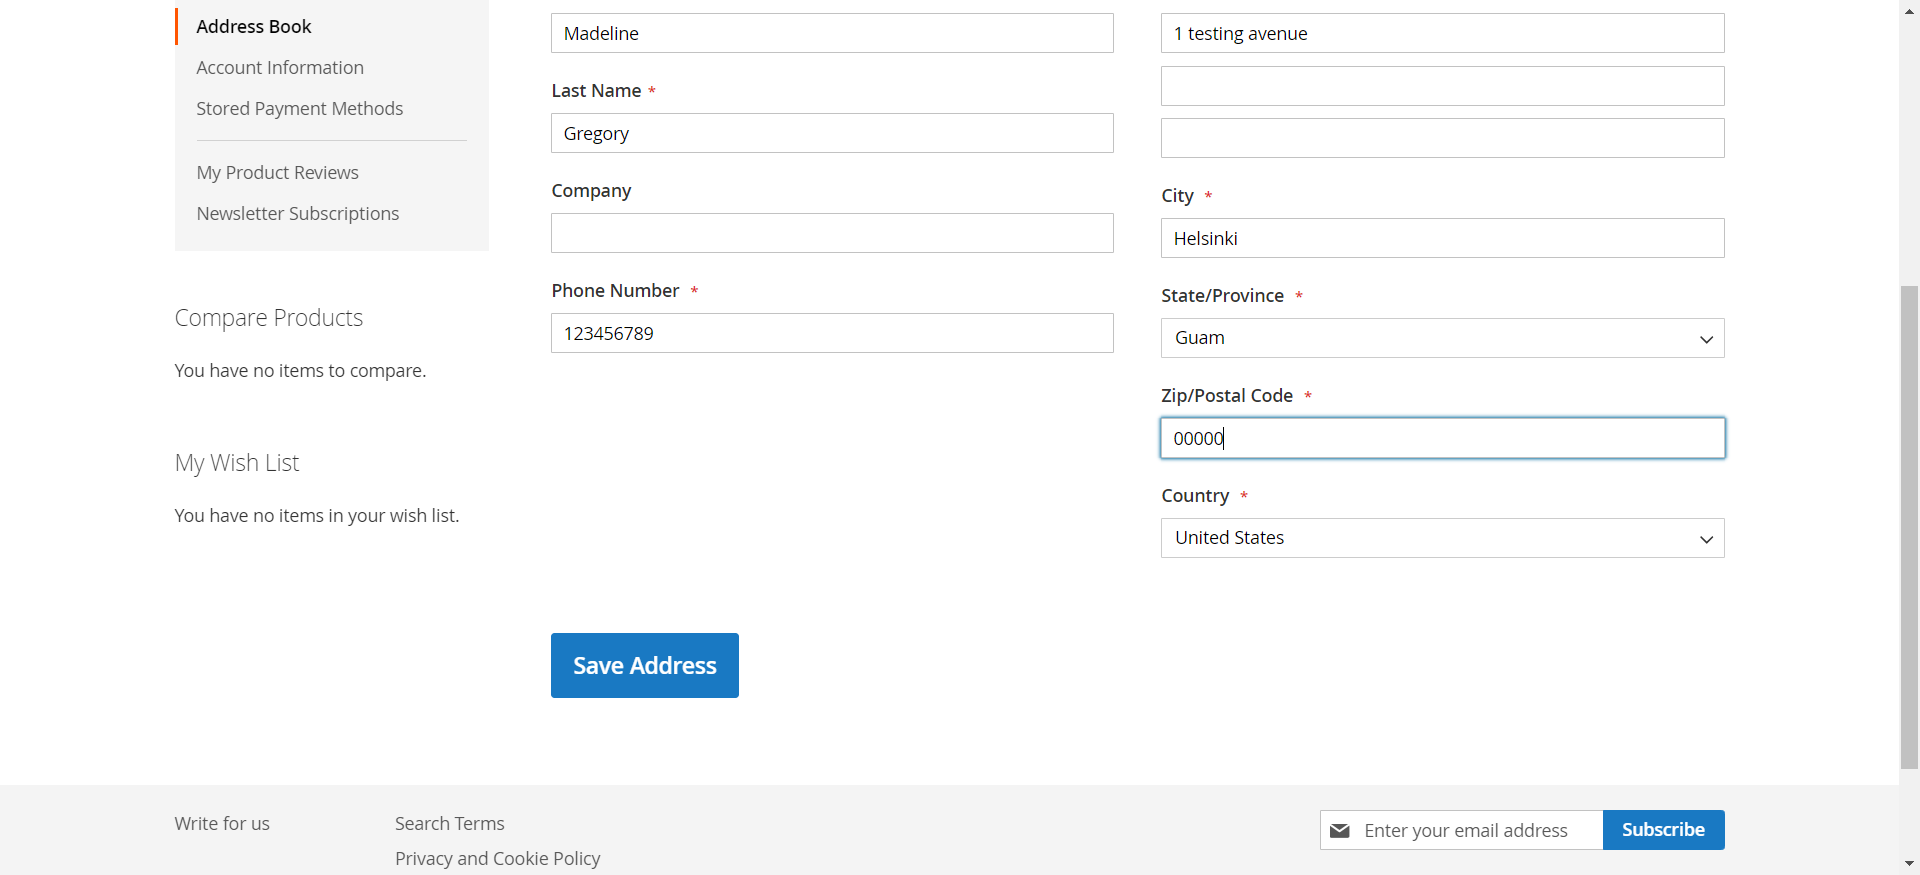 Address Book
Account Information
Stored Payment Methods
My Product Reviews
Newsletter Subscriptions
Compare Products
You have no items to compare.
My Wish List
You have no items in your wish list.
Madeline
Last Name *
Gregory
Company
Phone Number *
123456789
1 testing avenue
City *
Helsinki
State/Province *
Guam
Zip/Postal Code *
00000
Country *
United States
Save Address
Write for us
Search Terms
Privacy and Cookie Policy
Enter your email address
Subscribe